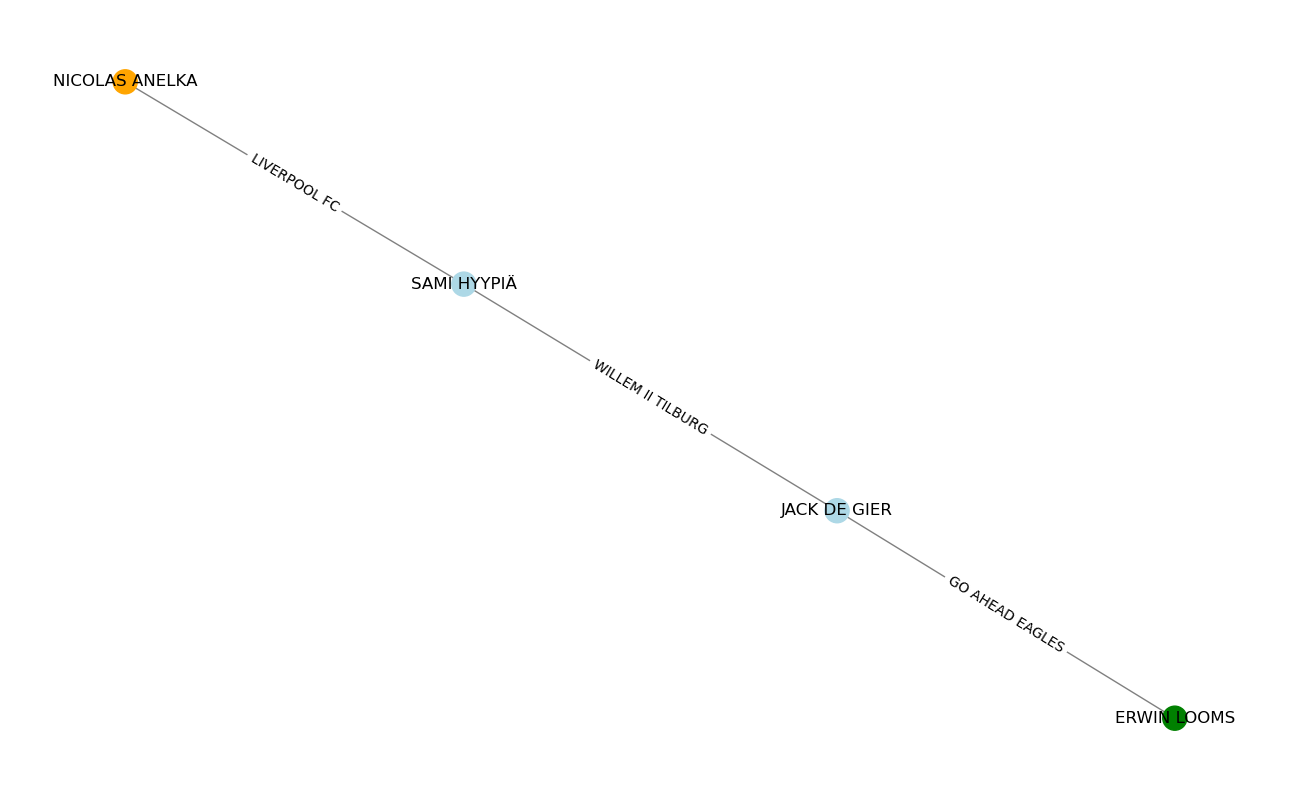 NICOLAS ANELKA
LIVERPOOL FC
SAMI HYYPIÄ
WILLEM II TILBURG
JACK DE GIER
GO AHEAD EAGLES
ERWIN LOOMS